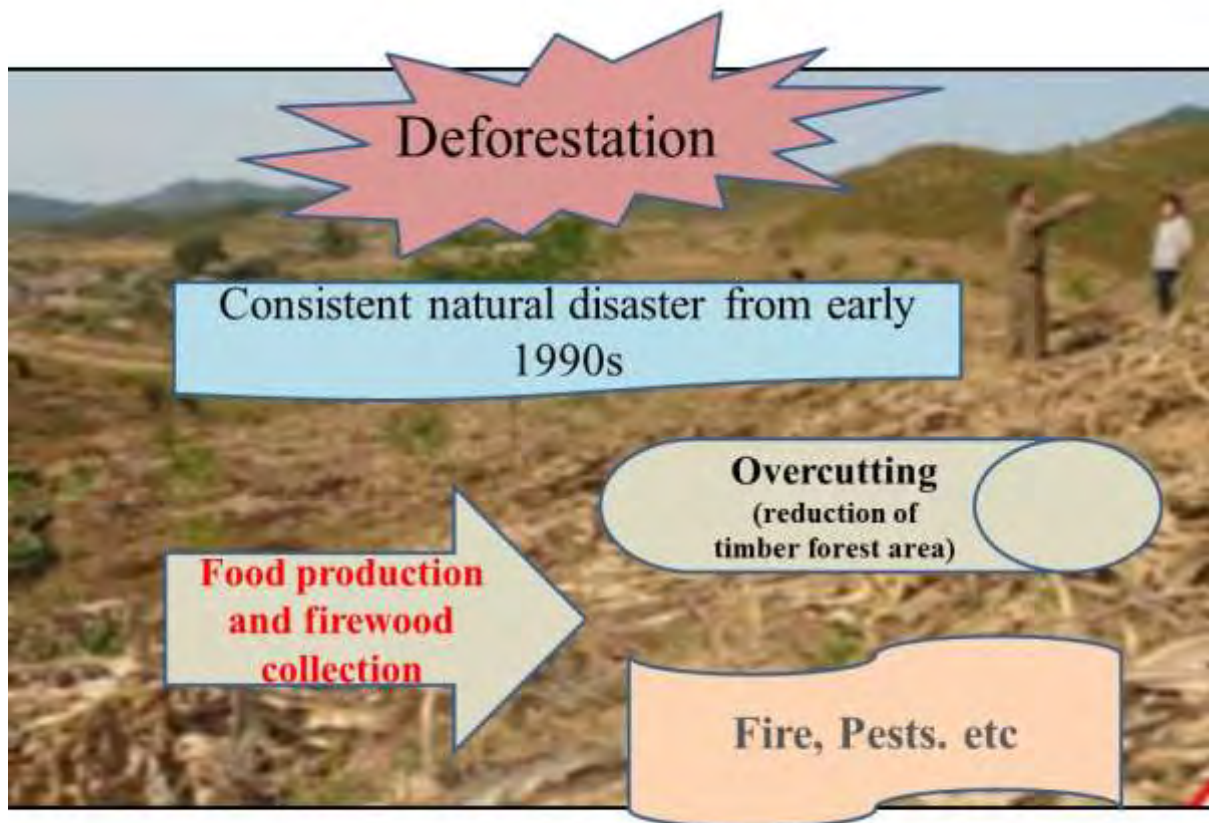 Deforestation
Consistent natural disaster from early
1990s
Overcutting
(reduction of
timber forest area)
Food production
and firewood
collection
Fire, Pests. etc